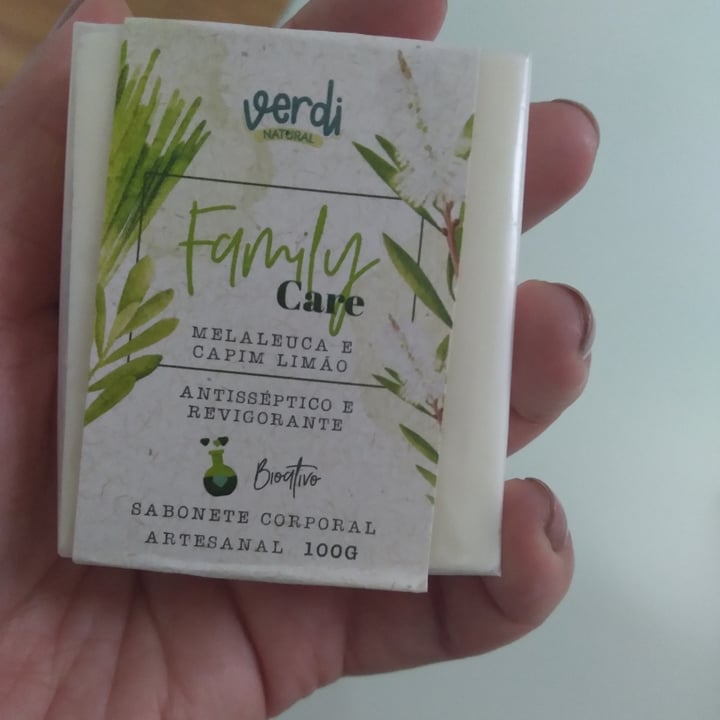 verdi
NATURAL
Family
Care
MELALEUCA E
CAPIM LIMÃO
ANTISSÉPTICO E
REVIGORANTE
Bioativo
SABONETE CORPORAL
ARTESANAL 100G